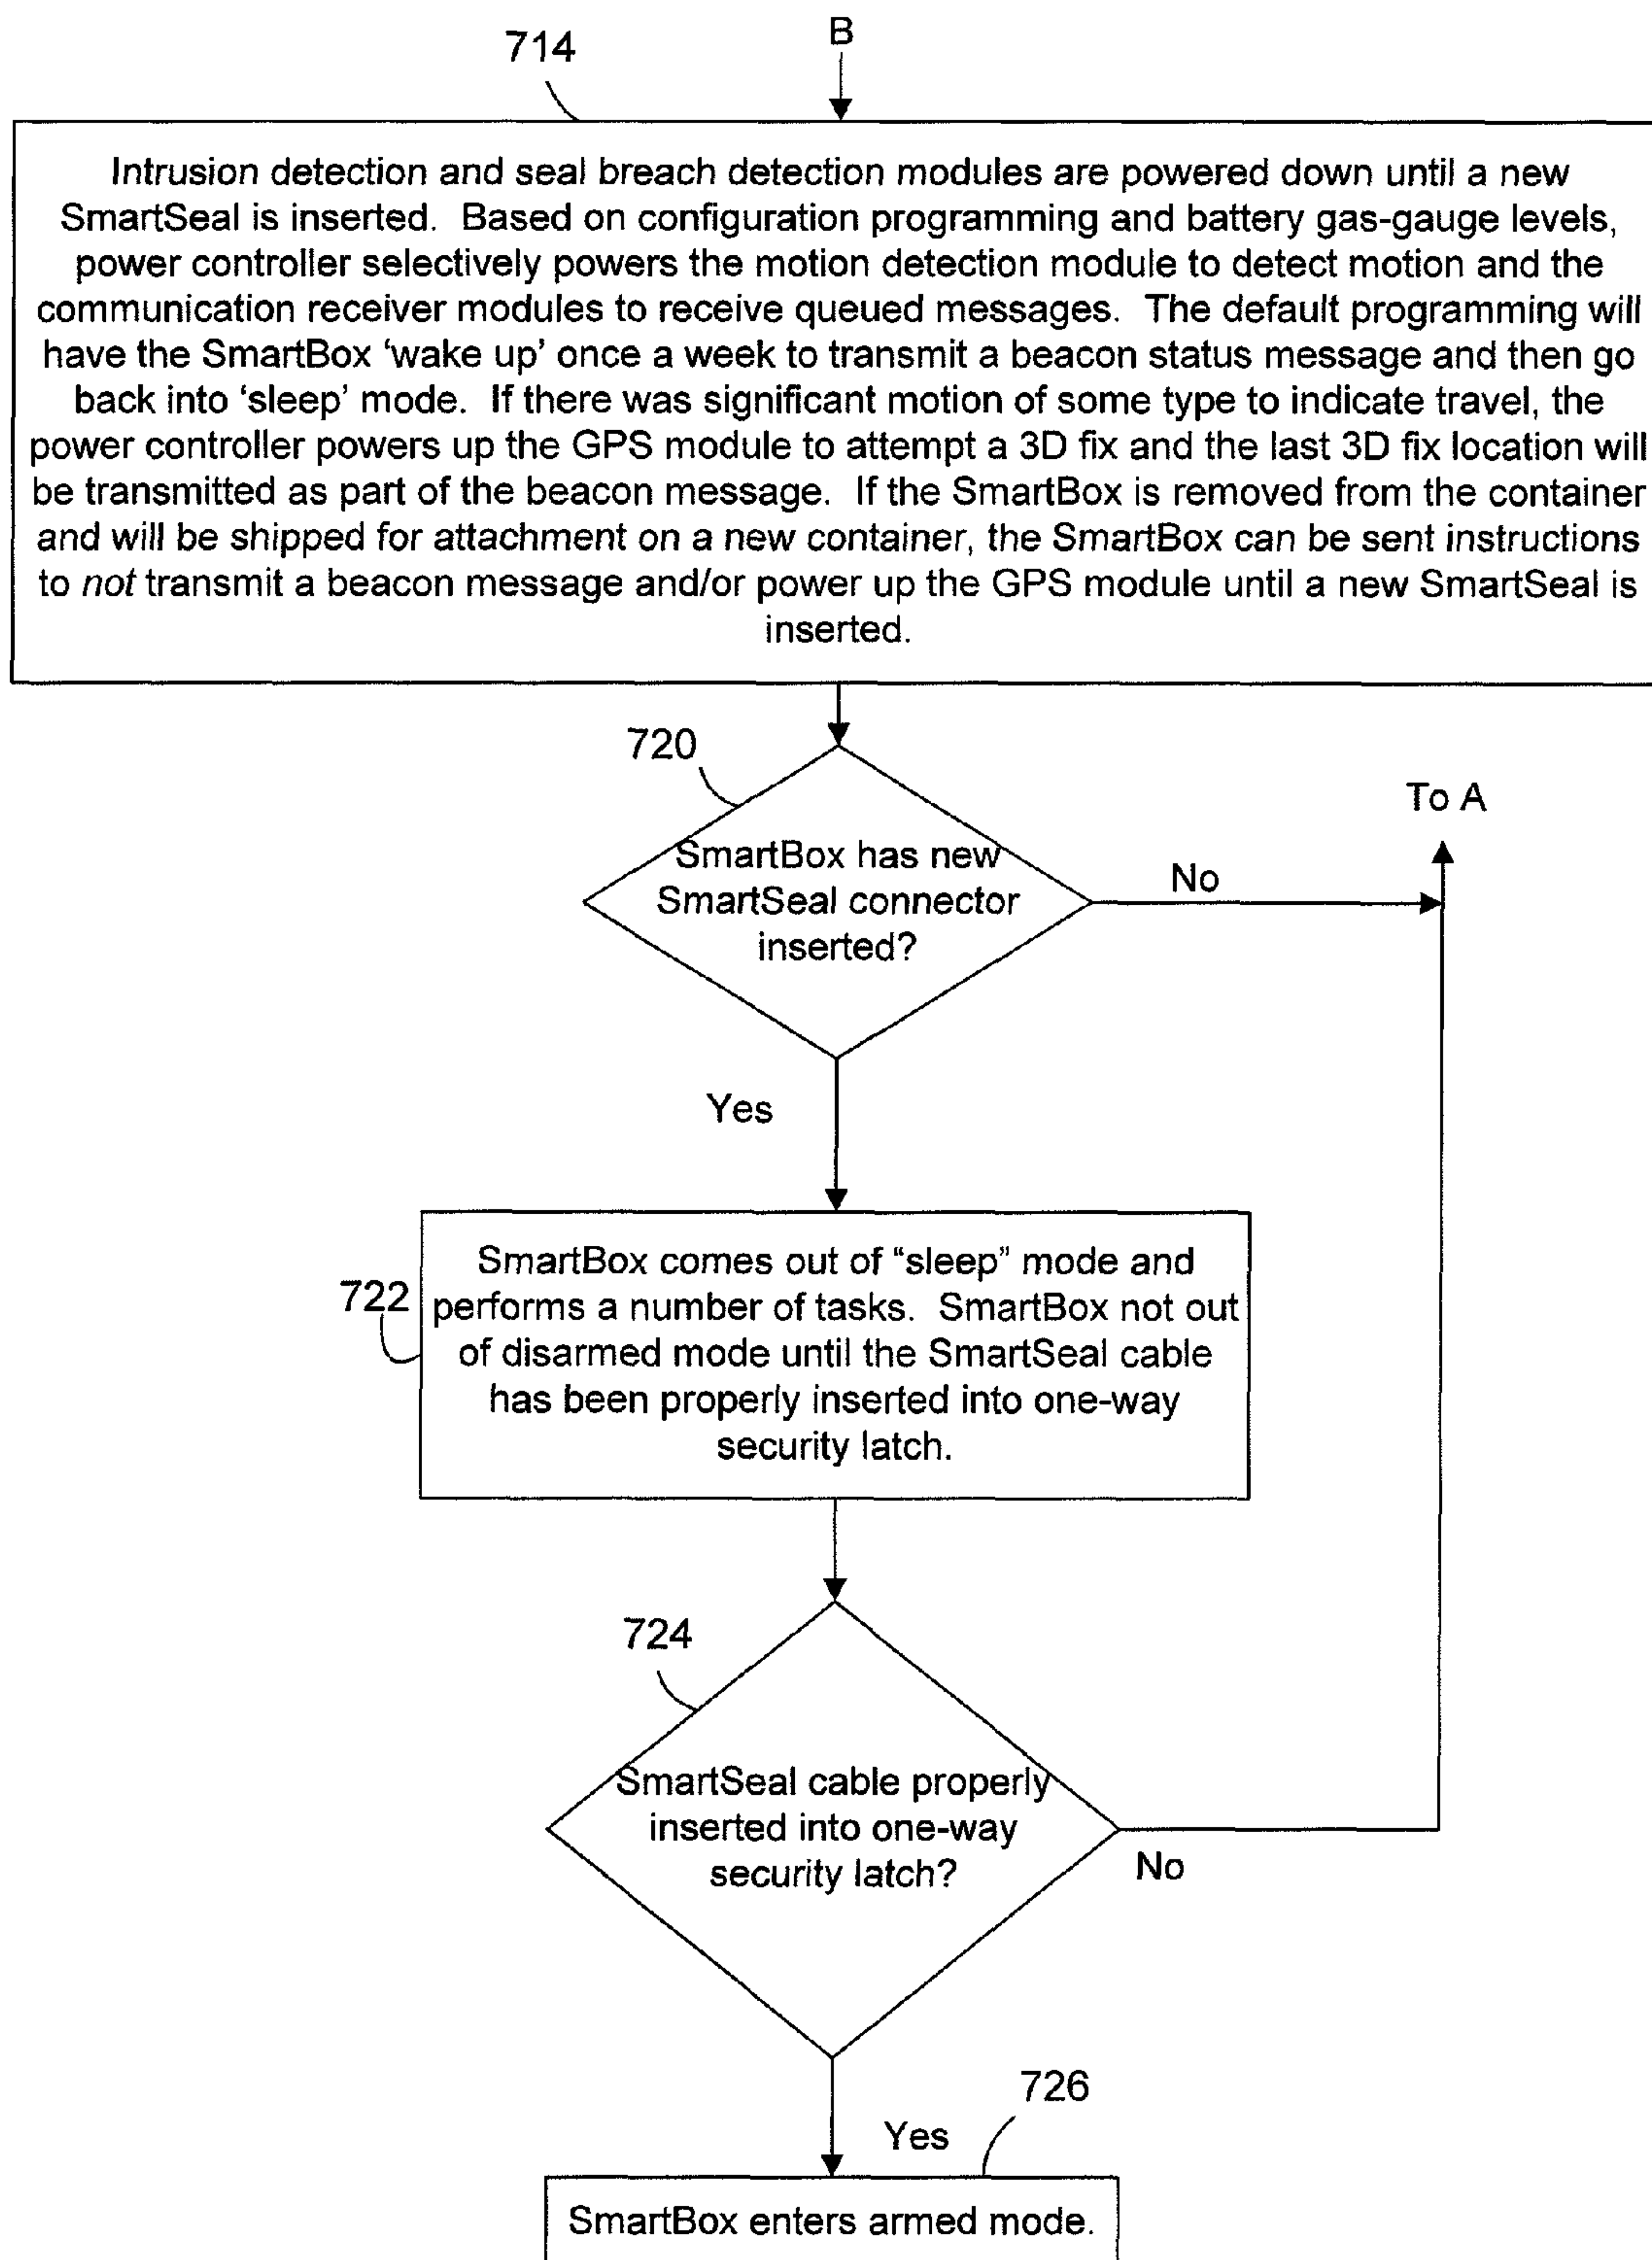 B
714
Intrusion detection and seal breach detection modules are powered down until a new
SmartSeal is inserted.  Based on configuration programming and battery gas-gauge levels,
power controller selectively powers the motion detection module to detect motion and the
communication receiver modules to receive queued messages.  The default programming will
have the SmartBox ‘wake up’ once a week to transmit a beacon status message and then go
back into ‘sleep’ mode.  If there was significant motion of some type to indicate travel, the
power controller powers up the GPS module to attempt a 3D fix and the last 3D fix location will
be transmitted as part of the beacon message.  If the SmartBox is removed from the container
and will be shipped for attachment on a new container, the SmartBox can be sent instructions
to not transmit a beacon message and/or power up the GPS module until a new SmartSeal is
inserted.
720
To A
SmartBox has new
SmartSeal connector
inserted?
No
Yes
722
SmartBox comes out of “sleep” mode and
performs a number of tasks.  SmartBox not out
of disarmed mode until the SmartSeal cable
has been properly inserted into one-way
security latch.
724
SmartSeal cable properly
inserted into one-way
security latch?
No
Yes
726
SmartBox enters armed mode.